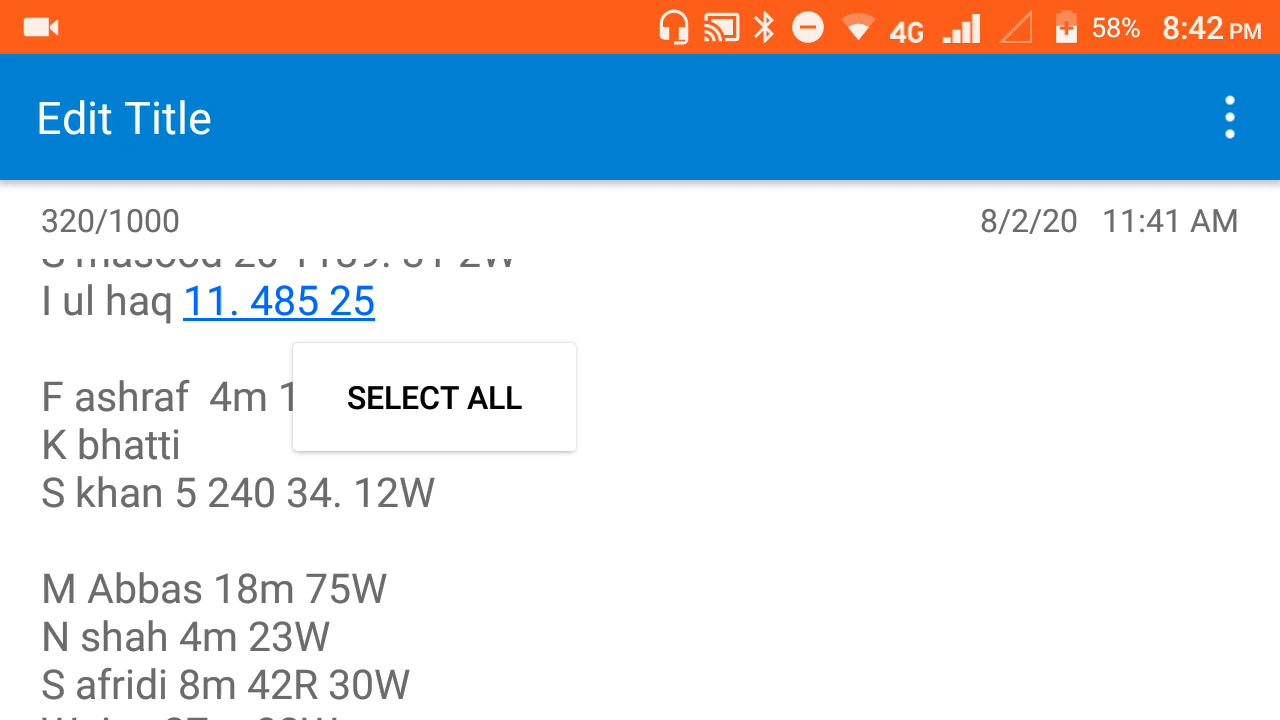 4G 58% 8:42 PM
Edit Title
320/1000 8/2/20 11:41 AM
I ul haq 11. 485 25
F ashraf 4m 1
SELECT ALL
K bhatti
S khan 5 240 34. 12W
M Abbas 18m 75W
N shah 4m 23W
S afridi 8m 42R 30W